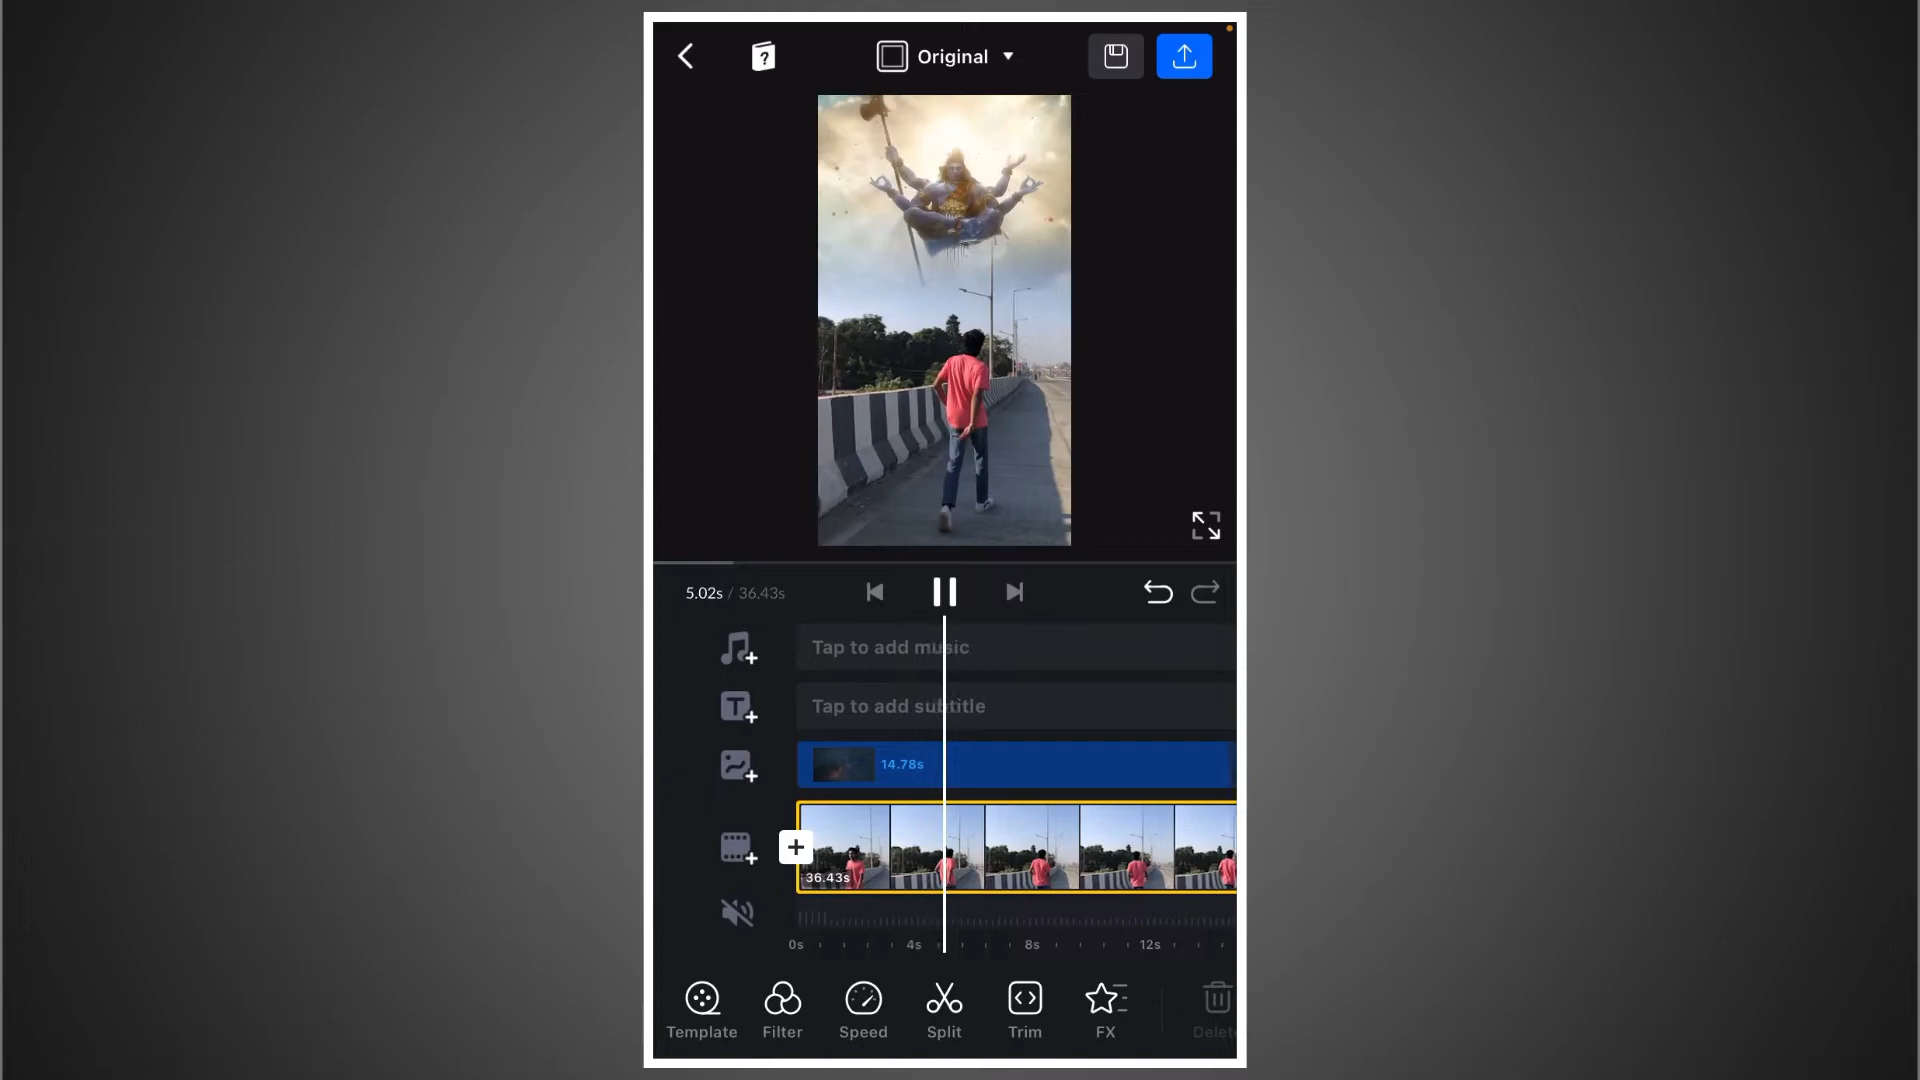 Original
5.02s / 36.43s
Tap to add music
Tap to add subtitle
14.78s
36.43s
0s 4s 8s 12s
Template Filter Speed Split Trim FX Delete